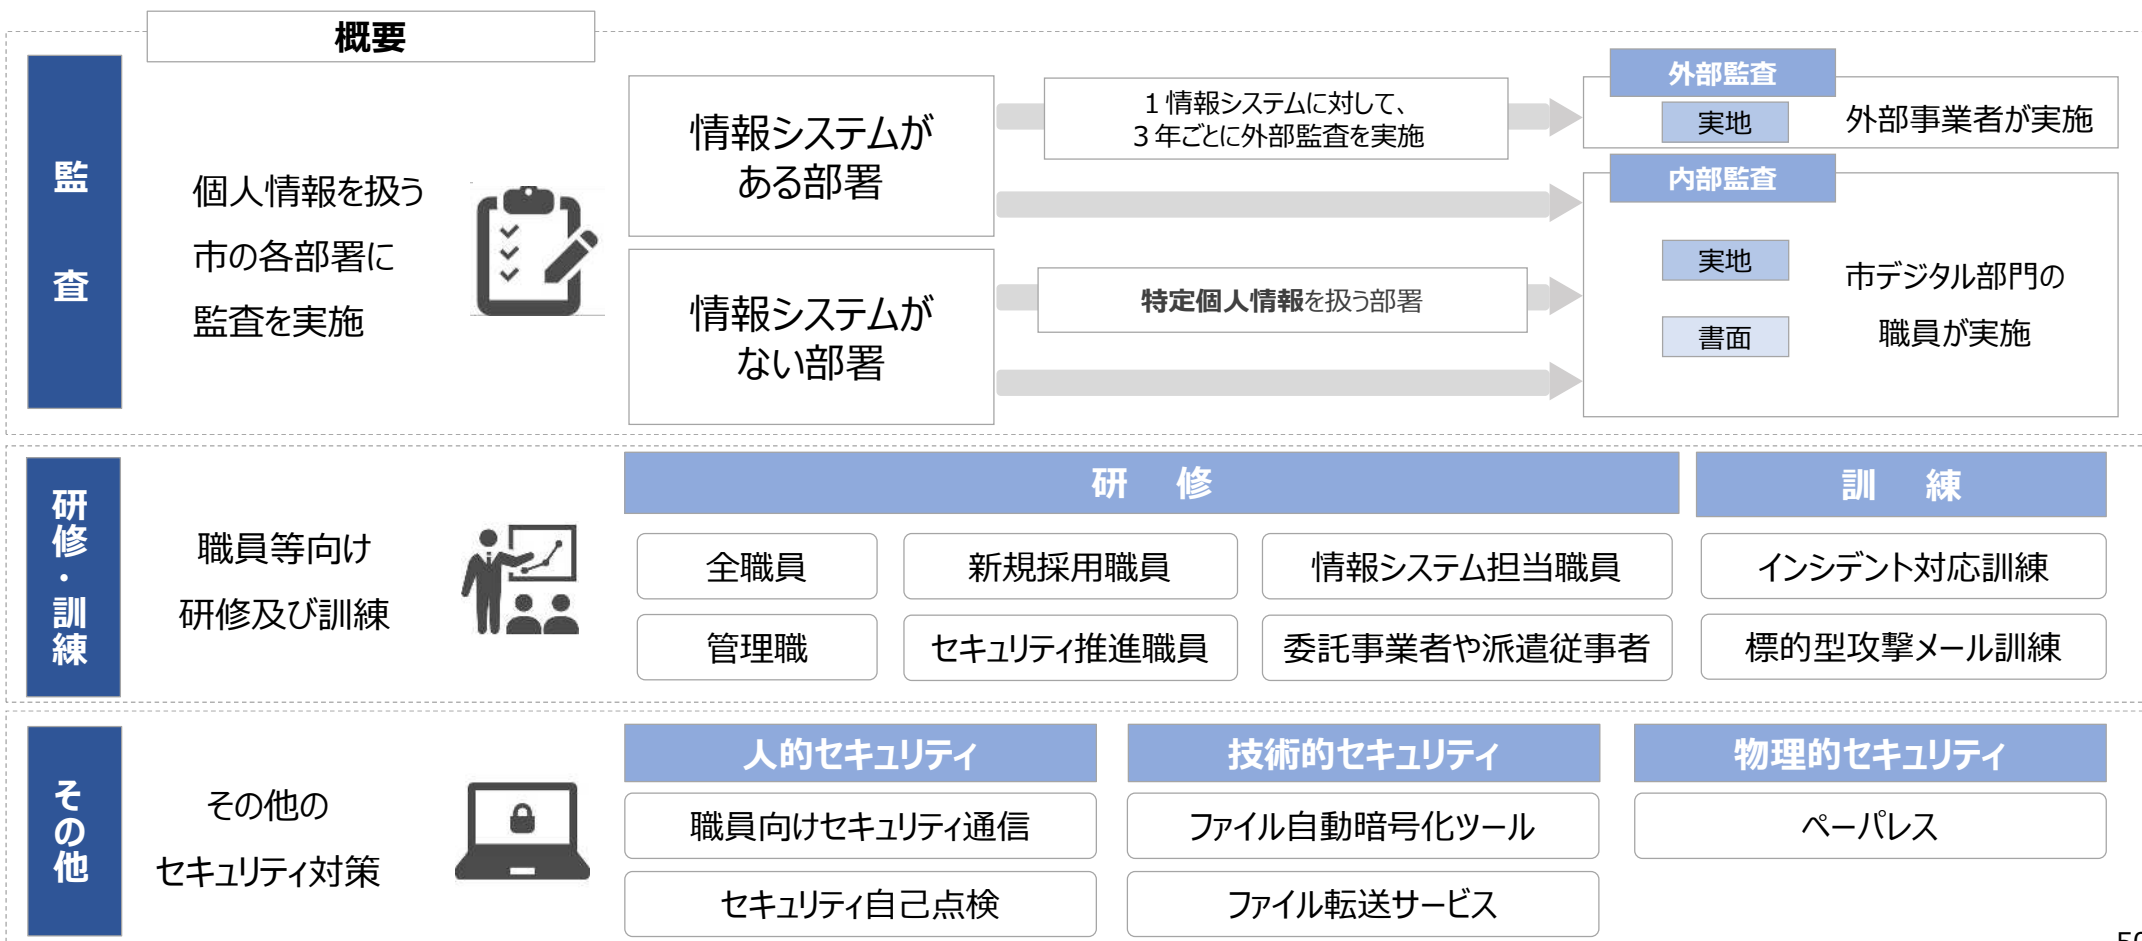 概要
監査
個人情報を扱う
市の各部署に
監査を実施
情報システムが
ある部署
情報システムが
ない部署
１情報システムに対して、
３年ごとに外部監査を実施
特定個人情報を扱う部署
外部監査
実地
外部事業者が実施
内部監査
実地
書面
市デジタル部門の
職員が実施
研修・訓練
職員等向け
研修及び訓練
研　修
全職員
新規採用職員
情報システム担当職員
管理職
セキュリティ推進職員
委託事業者や派遣従事者
訓　練
インシデント対応訓練
標的型攻撃メール訓練
その他
その他の
セキュリティ対策
人的セキュリティ
職員向けセキュリティ通信
セキュリティ自己点検
技術的セキュリティ
ファイル自動暗号化ツール
ファイル転送サービス
物理的セキュリティ
ペーパレス